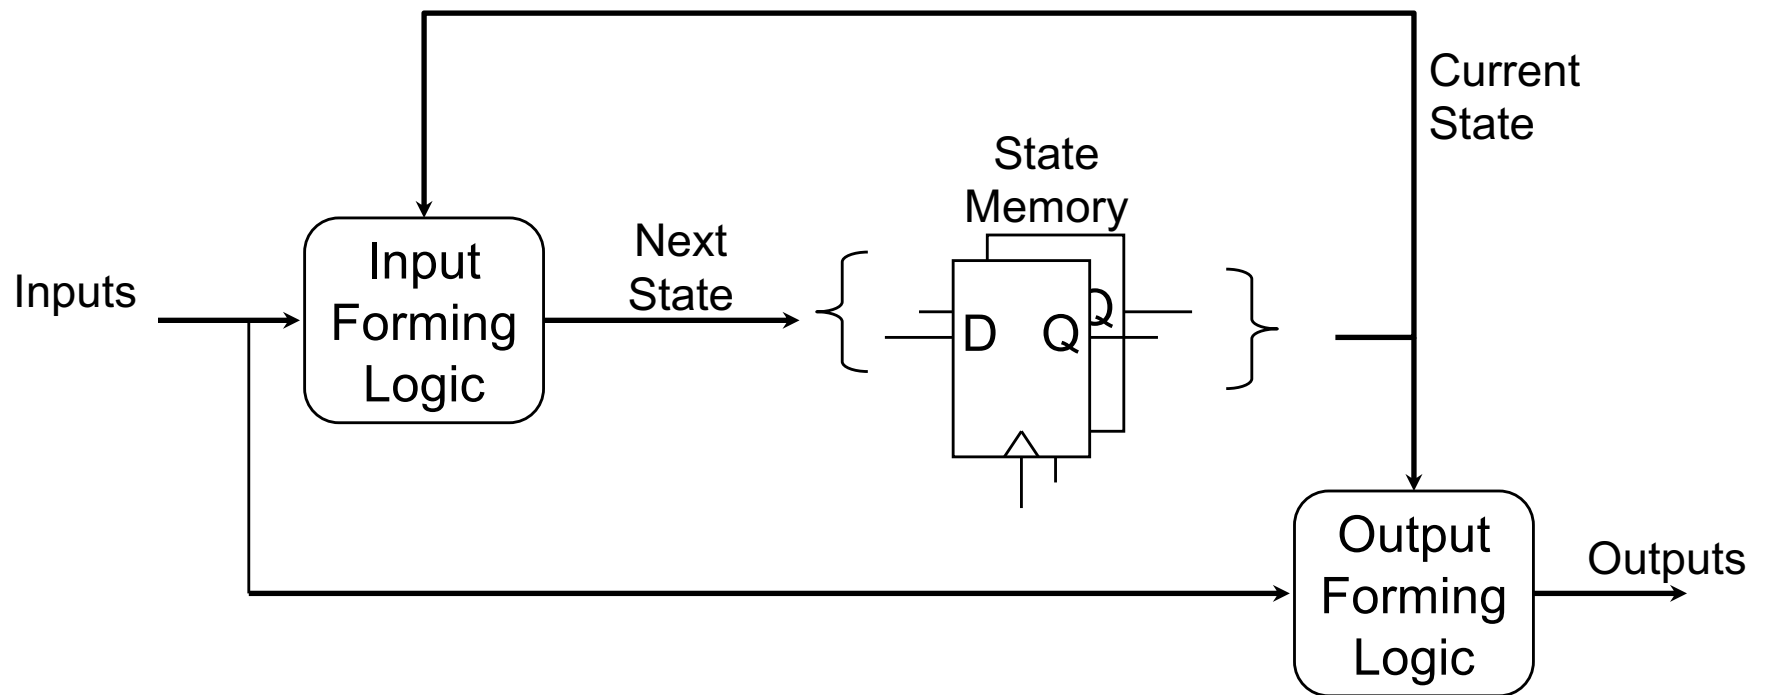 Current
State
State
Memory
Next
State
Inputs
Input
Forming
Logic
Q
D
Q
Output
Forming
Logic
Outputs